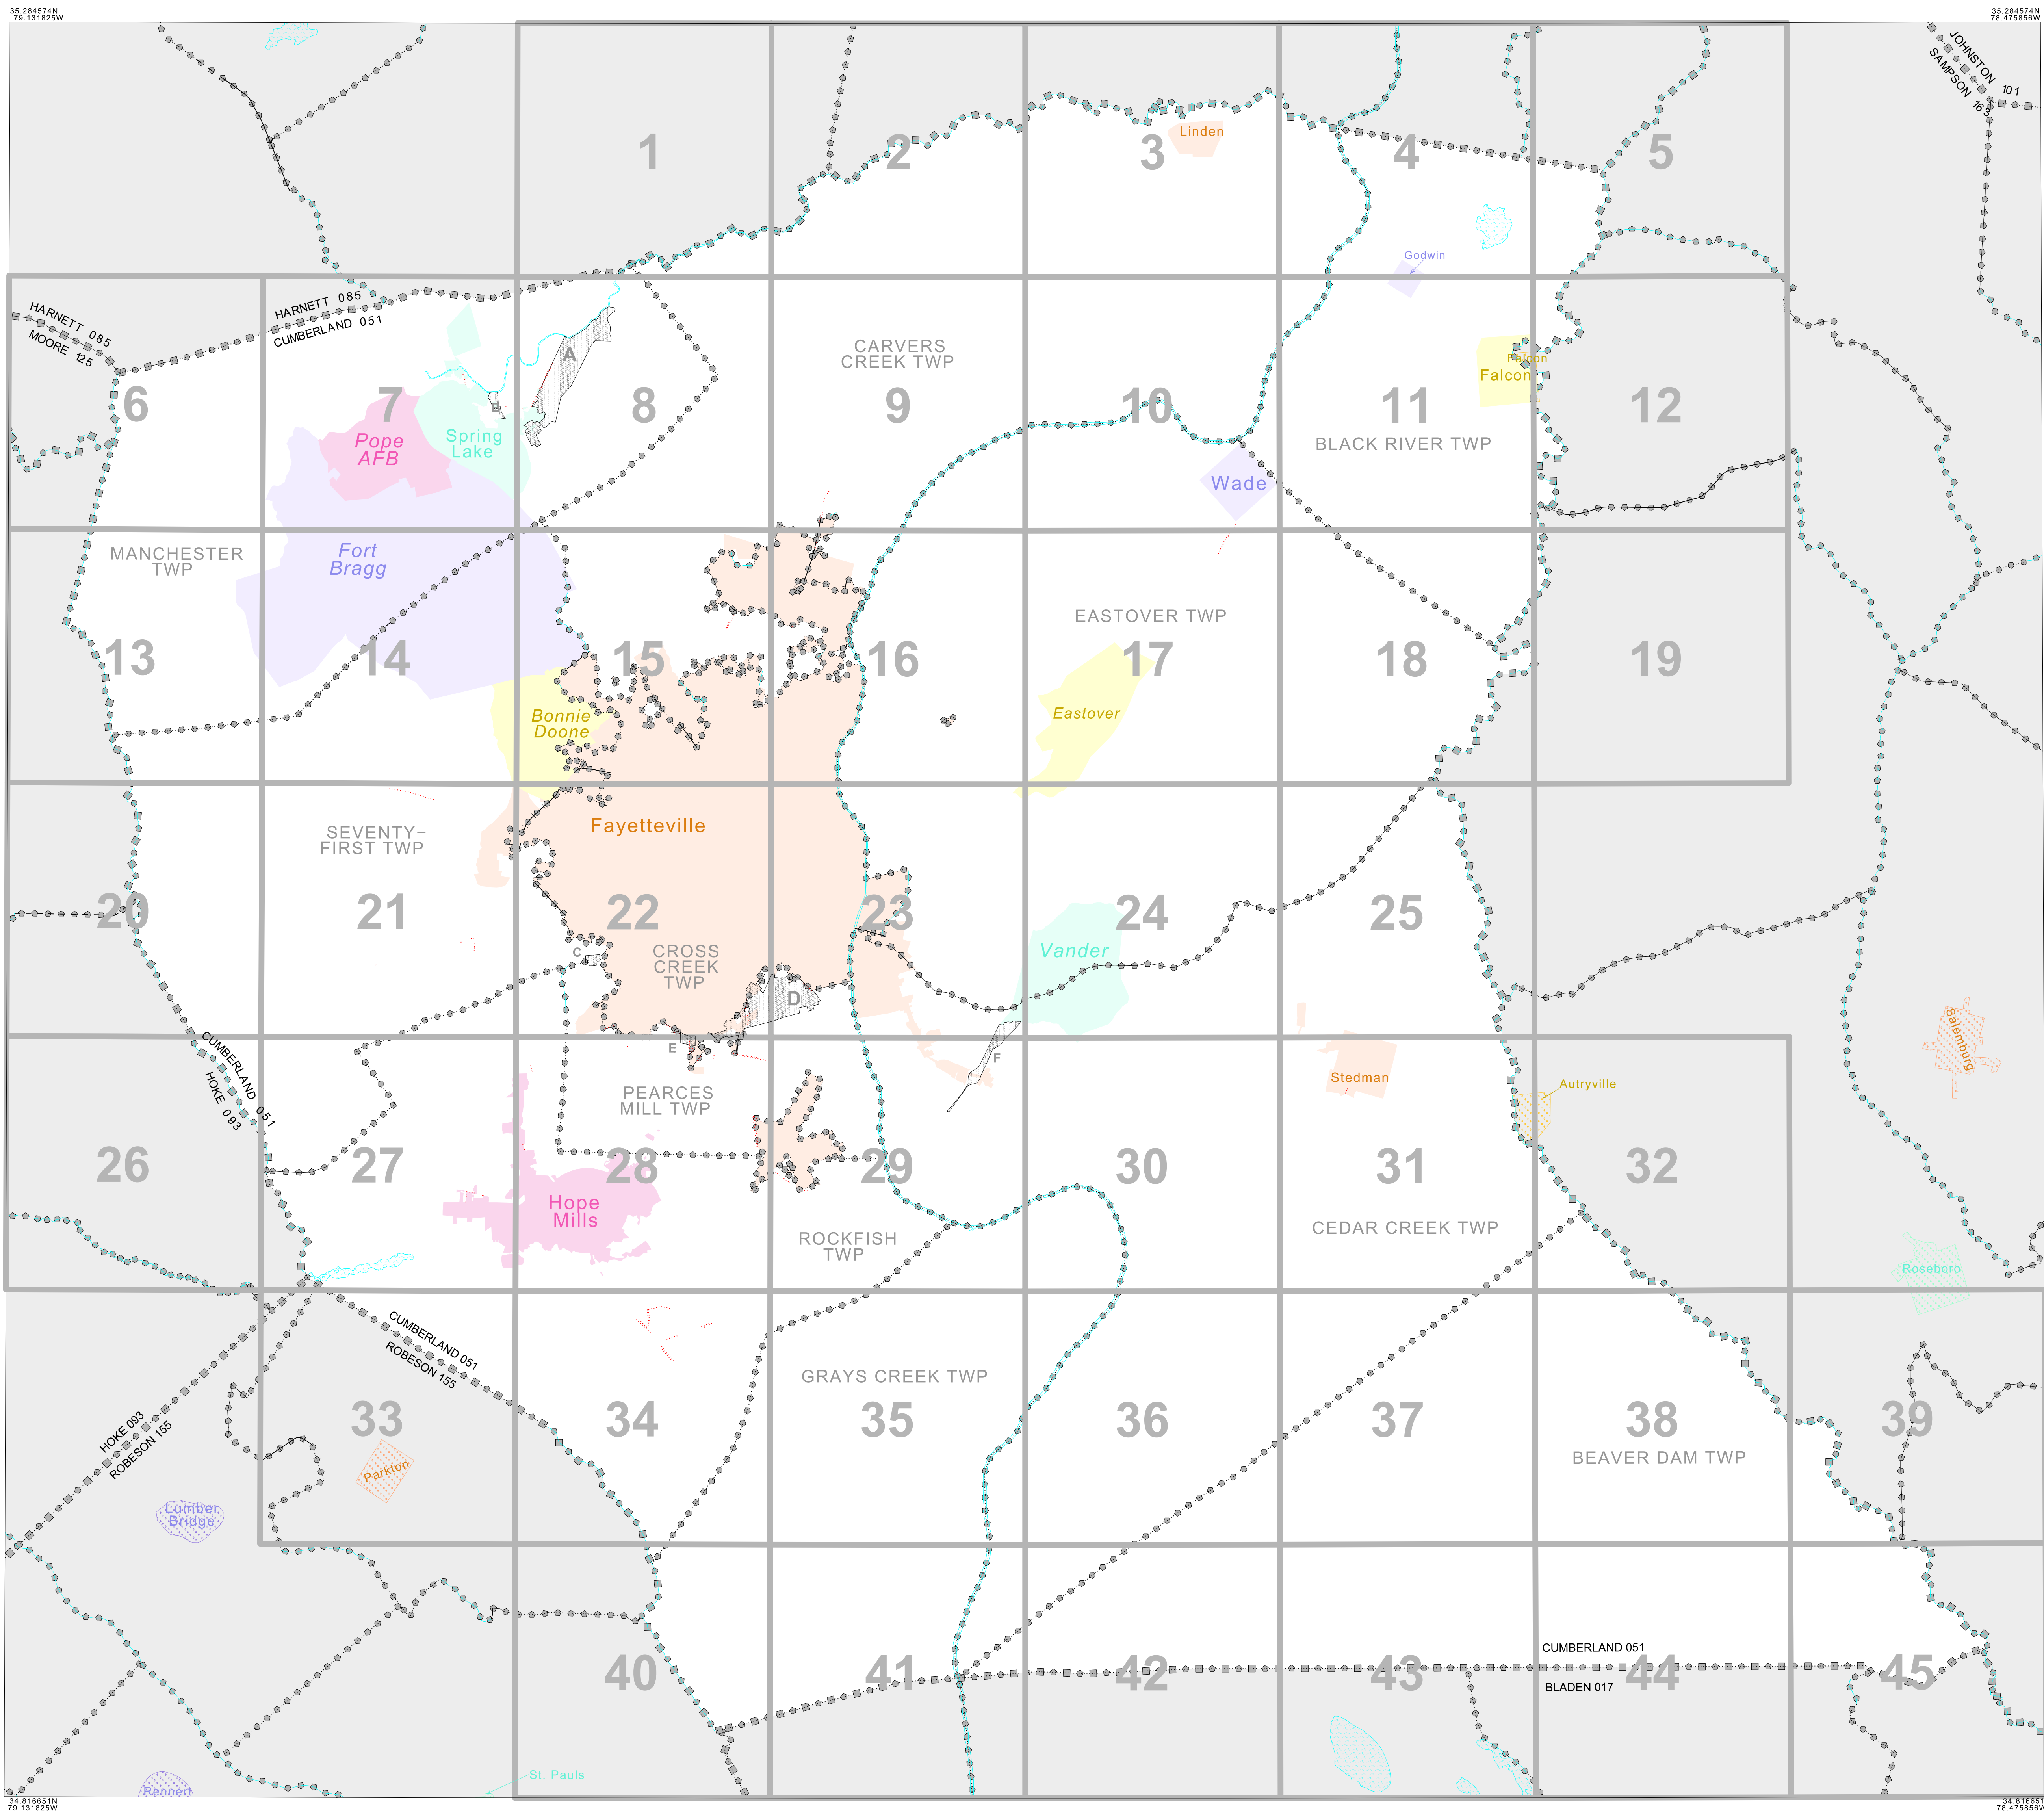 35.284574N
79.131825W
35.284574N
78.475856W
JOHNSTON 101
SAMPSON 163
1
2
3
4
5
Linden
Godwin
HARNETT 085
MOORE 125
HARNETT 085
CUMBERLAND 051
A
B
CARVERS
CREEK TWP
Falcon
Falcon
6
7
8
9
10
11
12
Pope
AFB
Spring
Lake
BLACK RIVER TWP
Wade
MANCHESTER
TWP
Fort
Bragg
EASTOVER TWP
13
14
15
16
17
18
19
Bonnie
Doone
Eastover
SEVENTY-
FIRST TWP
Fayetteville
20
21
22
23
24
25
C
CROSS
CREEK
TWP
Vander
D
E
F
Salemburg
CUMBERLAND 051
HOKE 093
PEARCES
MILL TWP
Stedman
Autryville
26
27
28
29
30
31
32
Hope
Mills
ROCKFISH
TWP
CEDAR CREEK TWP
Roseboro
CUMBERLAND 051
ROBESON 155
GRAYS CREEK TWP
HOKE 093
ROBESON 155
33
34
35
36
37
38
39
BEAVER DAM TWP
Parkton
Lumber
Bridge
CUMBERLAND 051
BLADEN 017
40
41
42
43
44
45
St. Pauls
Rennert
34.816651N
79.131825W
34.816651N
78.475856W